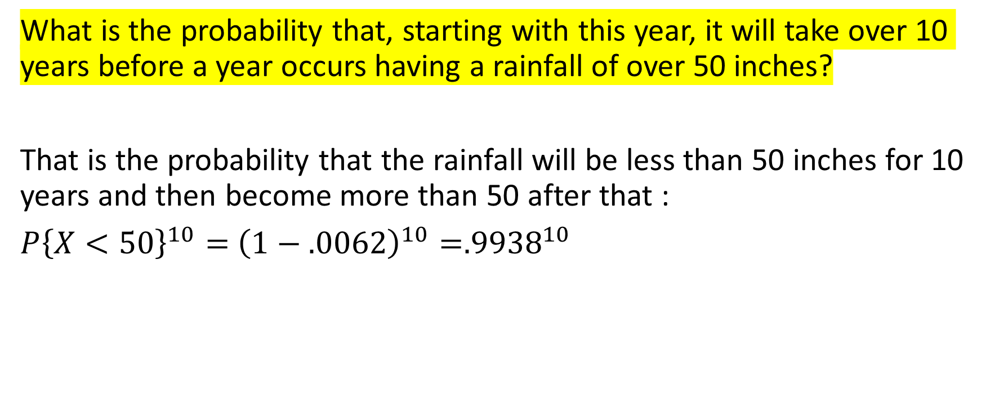 What is the probability that, starting with this year, it will take over 10
years before a year occurs having a rainfall of over 50 inches?
That is the probability that the rainfall will be less than 50 inches for 10
years and then become more than 50 after that :
P{X < 50}¹⁰ = (1 − .0062)¹⁰ =.9938¹⁰